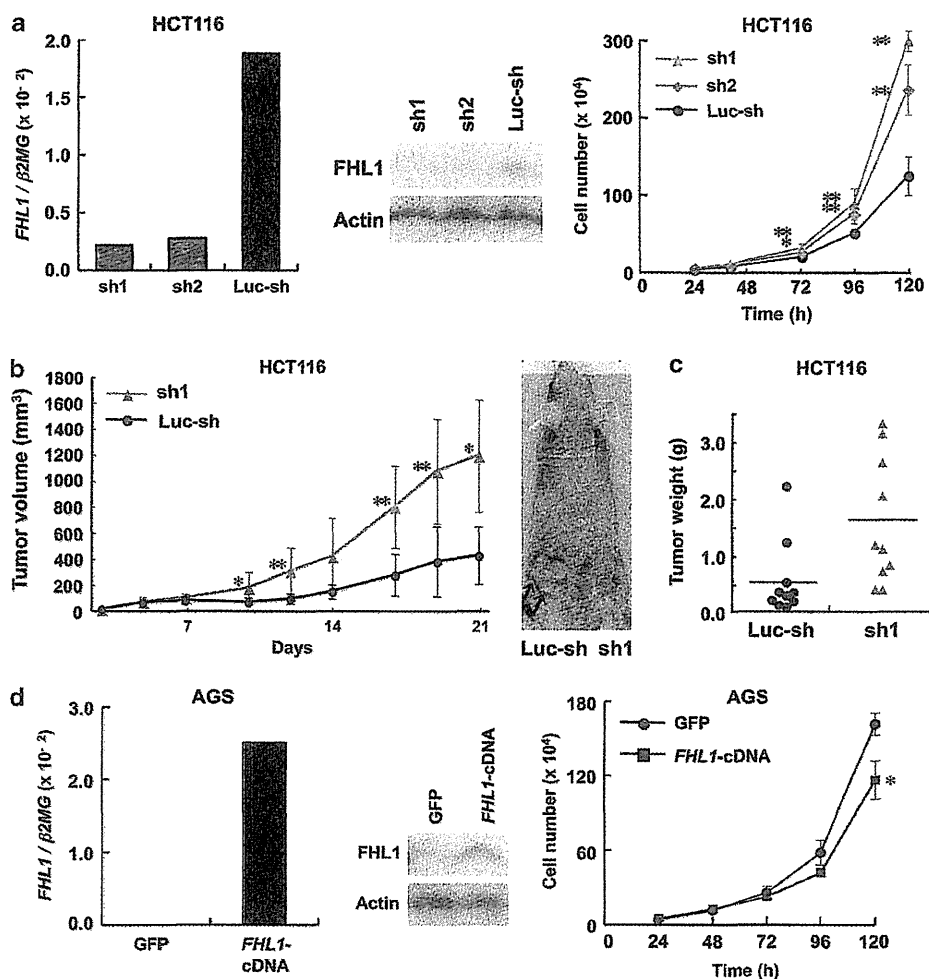 a
HCT116
FHL1 / β2MG (x 10⁻²)
2.0
1.5
1.0
0.5
0.0
sh1
sh2
Luc-sh
sh1
sh2
Luc-sh
FHL1
Actin
HCT116
Cell number (x 10⁴)
300
200
100
0
sh1
sh2
Luc-sh
**
**
**
**
**
*
0 24 48 72 96 120
Time (h)
b
HCT116
Tumor volume (mm³)
1800
1600
1400
1200
1000
800
600
400
200
0
sh1
Luc-sh
* ** ** ** *
7 14 21
Days
Luc-sh sh1
c
HCT116
Tumor weight (g)
3.0
2.0
1.0
0.0
Luc-sh sh1
d
AGS
FHL1 / β2MG (x 10⁻²)
3.0
2.0
1.0
0.0
GFP
FHL1-
cDNA
GFP
FHL1-cDNA
FHL1
Actin
AGS
Cell number (x 10⁴)
180
120
60
0
GFP
FHL1-cDNA
*
0 24 48 72 96 120
Time (h)